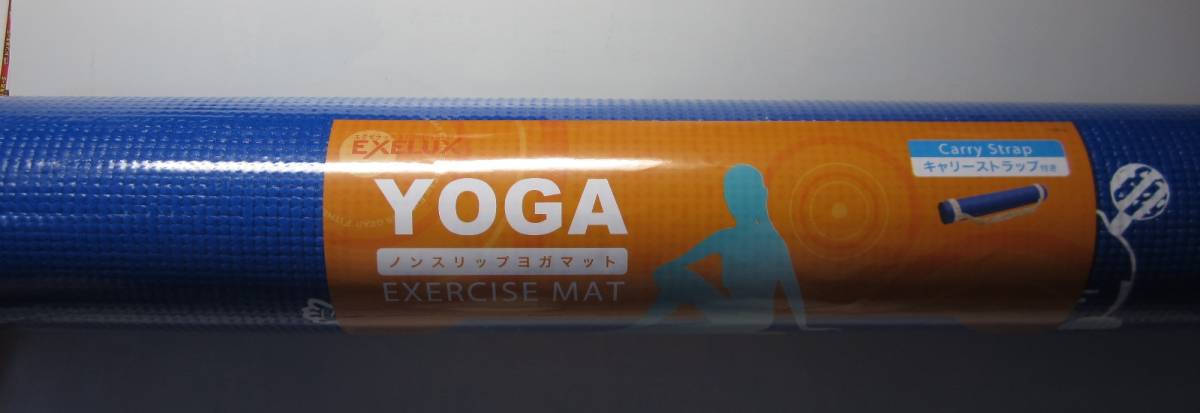 EXELUX
YOGA
ノンスリップヨガマット
EXERCISE MAT
Carry Strap
キャリーストラップ付き